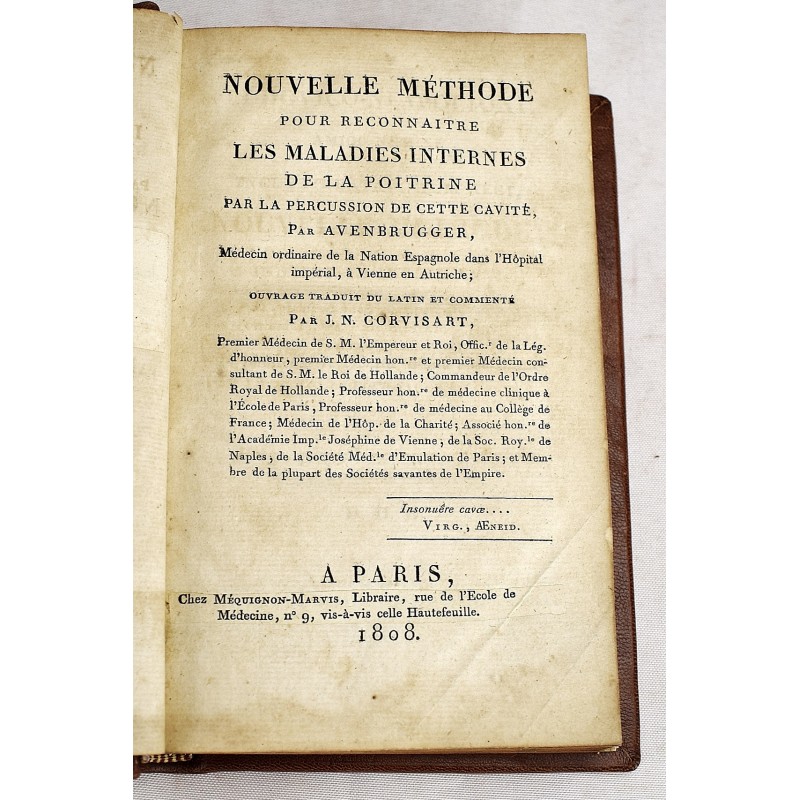 NOUVELLE MÉTHODE
POUR RECONNAITRE
LES MALADIES INTERNES
DE LA POITRINE
PAR LA PERCUSSION DE CETTE CAVITÉ,
PAR AVENBRUGGER,
Médecin ordinaire de la Nation Espagnole dans l'Hôpital
impérial, à Vienne en Autriche;
OUVRAGE TRADUIT DU LATIN ET COMMENTÉ
PAR J. N. CORVISART,
Premier Médecin de S. M. l'Empereur et Roi, Offic.r de la Lég.
d'honneur, premier Médecin hon.re et premier Médecin con-
sultant de S. M. le Roi de Hollande; Commandeur de l'Ordre
Royal de Hollande; Professeur hon.re de médecine clinique à
l'École de Paris, Professeur hon.re de médecine au Collège de
France; Médecin de l'Hôp. de la Charité; Associé hon.re de
l'Académie Imp.le Joséphine de Vienne, de la Soc. Roy.le de
Naples, de la Société Méd.le d'Emulation de Paris; et Mem-
bre de la plupart des Sociétés savantes de l'Empire.
Insonuêre cavæ....
VIRG., ÆNEID.
A PARIS,
Chez MÉQUIGNON-MARVIS, Libraire, rue de l'Ecole de
Médecine, n° 9, vis-à-vis celle Hautefeuille.
1808.